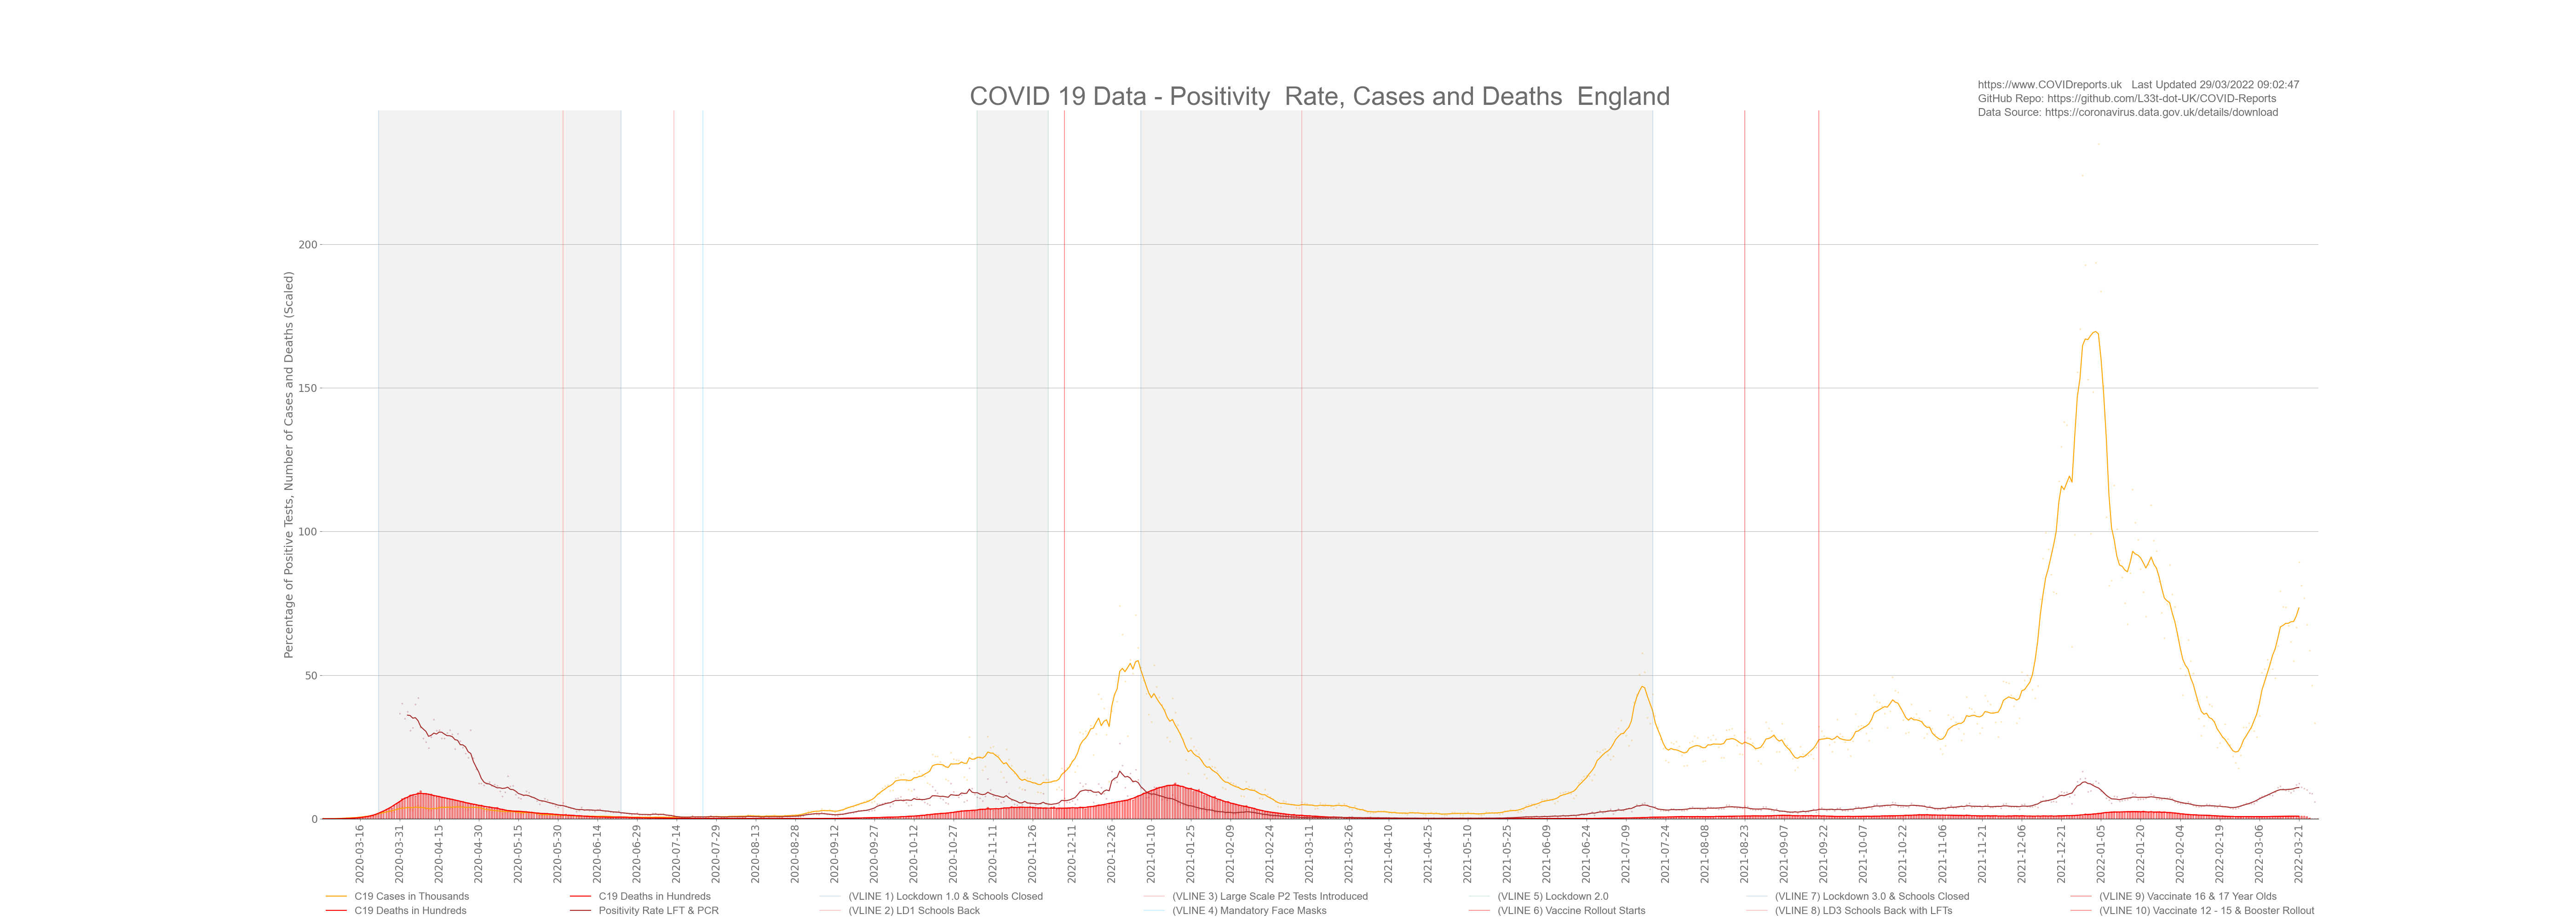 COVID 19 Data - Positivity  Rate, Cases and Deaths  England
https://www.COVIDreports.uk   Last Updated 29/03/2022 09:02:47
GitHub Repo: https://github.com/L33t-dot-UK/COVID-Reports
Data Source: https://coronavirus.data.gov.uk/details/download
Percentage of Positive Tests, Number of Cases and Deaths (Scaled)
200
150
100
50
0
2020-03-16
2020-03-31
2020-04-15
2020-04-30
2020-05-15
2020-05-30
2020-06-14
2020-06-29
2020-07-14
2020-07-29
2020-08-13
2020-08-28
2020-09-12
2020-09-27
2020-10-12
2020-10-27
2020-11-11
2020-11-26
2020-12-11
2020-12-26
2021-01-10
2021-01-25
2021-02-09
2021-02-24
2021-03-11
2021-03-26
2021-04-10
2021-04-25
2021-05-10
2021-05-25
2021-06-09
2021-06-24
2021-07-09
2021-07-24
2021-08-08
2021-08-23
2021-09-07
2021-09-22
2021-10-07
2021-10-22
2021-11-06
2021-11-21
2021-12-06
2021-12-21
2022-01-05
2022-01-20
2022-02-04
2022-02-19
2022-03-06
2022-03-21
C19 Cases in Thousands
C19 Deaths in Hundreds
C19 Deaths in Hundreds
Positivity Rate LFT & PCR
(VLINE 1) Lockdown 1.0 & Schools Closed
(VLINE 2) LD1 Schools Back
(VLINE 3) Large Scale P2 Tests Introduced
(VLINE 4) Mandatory Face Masks
(VLINE 5) Lockdown 2.0
(VLINE 6) Vaccine Rollout Starts
(VLINE 7) Lockdown 3.0 & Schools Closed
(VLINE 8) LD3 Schools Back with LFTs
(VLINE 9) Vaccinate 16 & 17 Year Olds
(VLINE 10) Vaccinate 12 - 15 & Booster Rollout